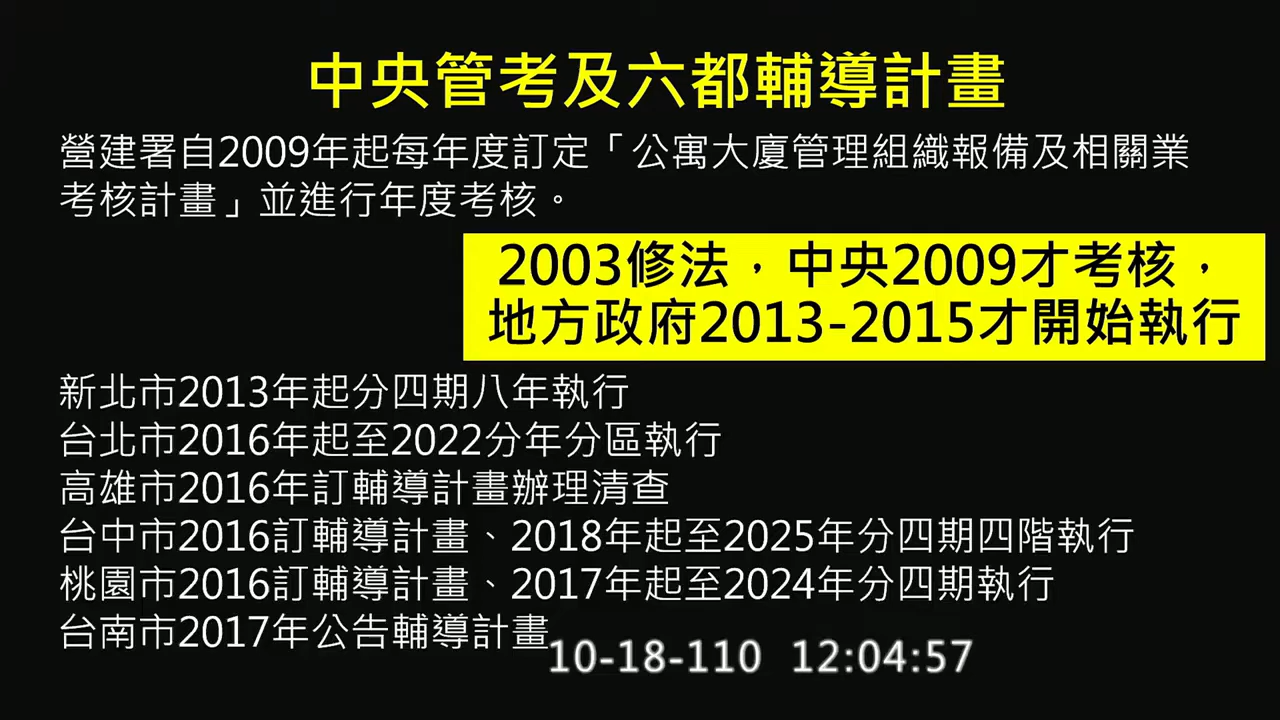 中央管考及六都輔導計畫
營建署自2009年起每年度訂定「公寓大廈管理組織報備及相關業
考核計畫」並進行年度考核。
2003修法，中央2009才考核，
地方政府2013-2015才開始執行
新北市2013年起分四期八年執行
台北市2016年起至2022分年分區執行
高雄市2016年訂輔導計畫辦理清查
台中市2016訂輔導計畫、2018年起至2025年分四期四階執行
桃園市2016訂輔導計畫、2017年起至2024年分四期執行
台南市2017年公告輔導計畫
10-18-110 12:04:57